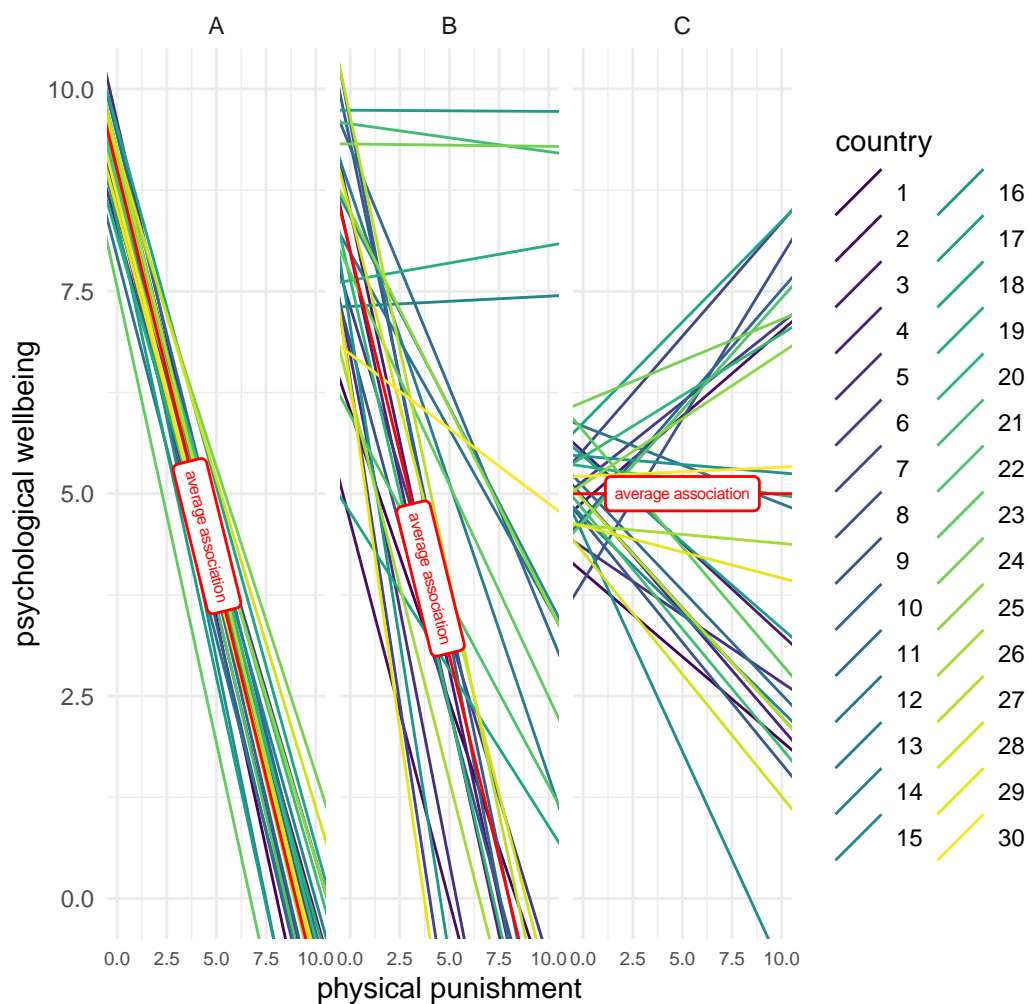 A B C
psychological wellbeing
10.0
7.5
5.0
2.5
0.0
average association
average association
average association
0.0 2.5 5.0 7.5 10.0 0.0 2.5 5.0 7.5 10.0 0.0 2.5 5.0 7.5 10.0
physical punishment
country
1 16
2 17
3 18
4 19
5 20
6 21
7 22
8 23
9 24
10 25
11 26
12 27
13 28
14 29
15 30